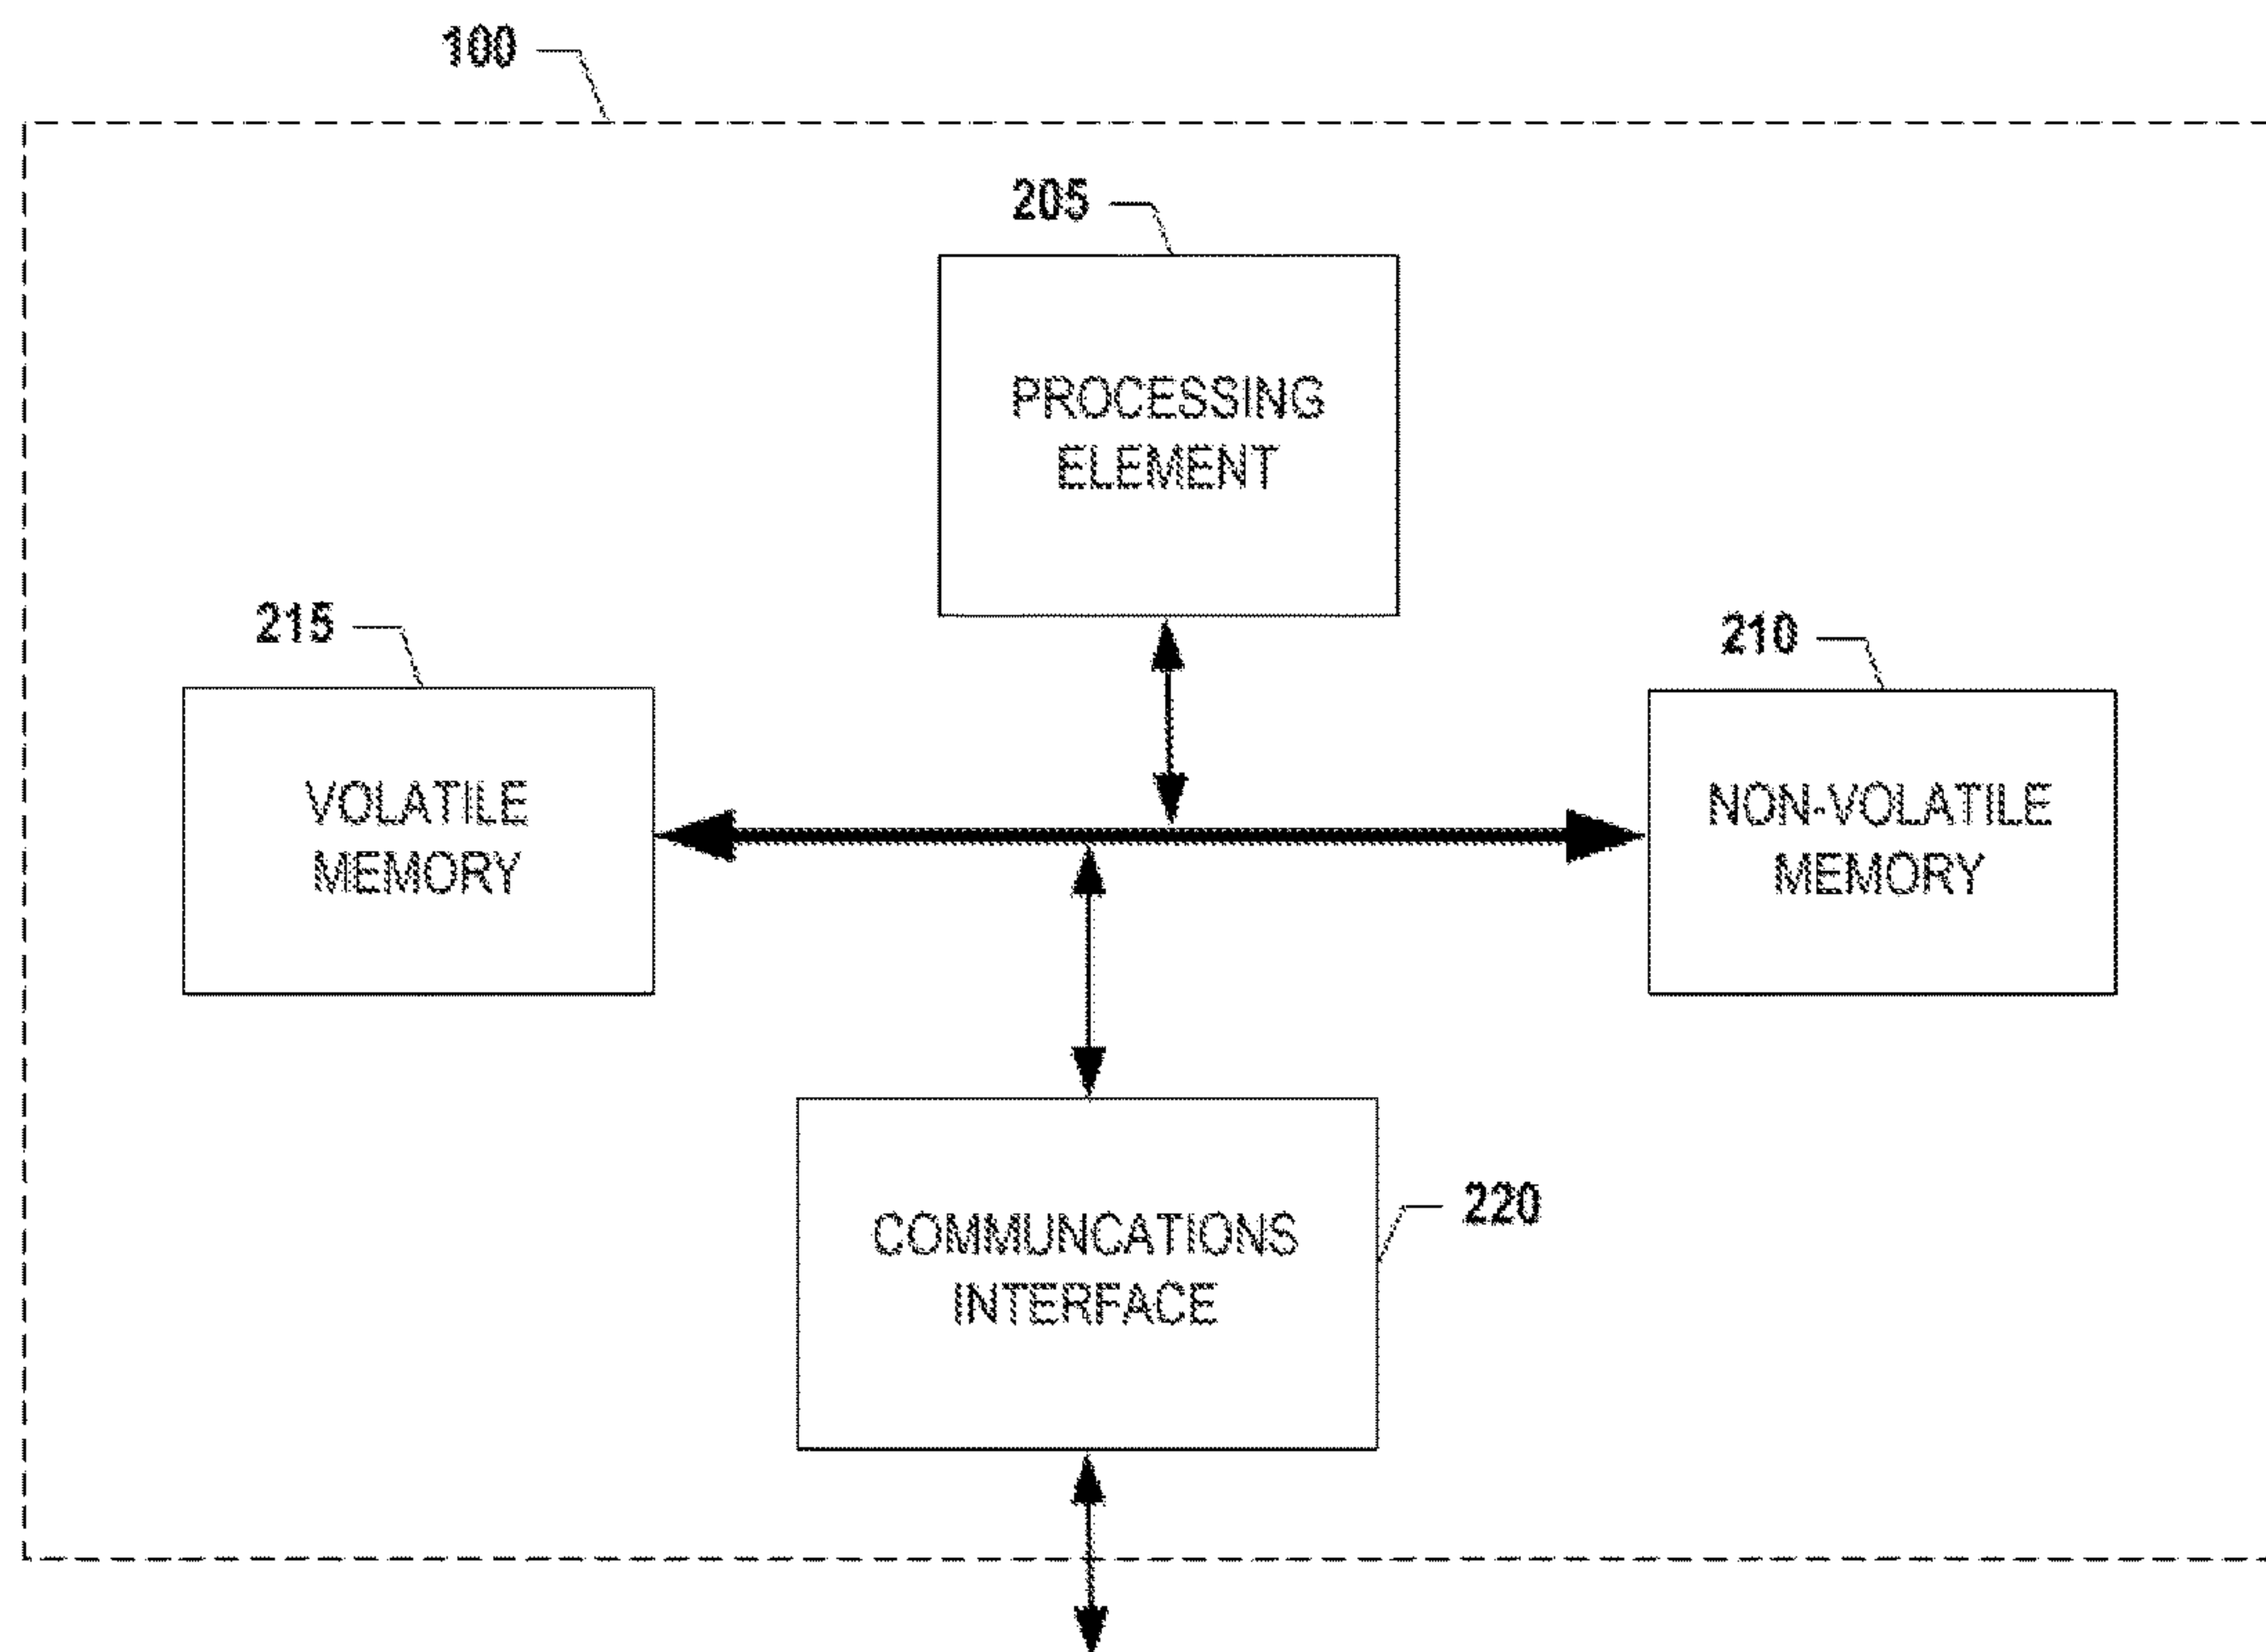 100
205
PROCESSING
ELEMENT
215
210
VOLATILE
MEMORY
NON-VOLATILE
MEMORY
COMMUNCATIONS
INTERFACE
220